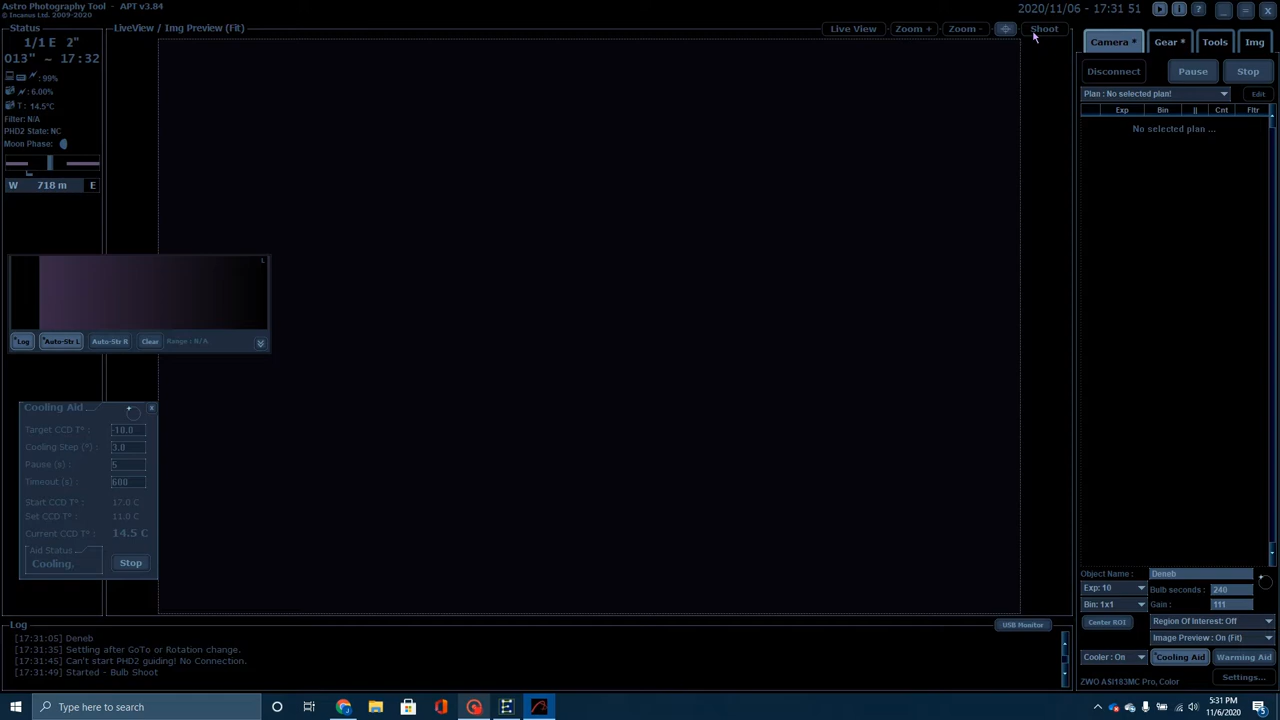 Astro Photography Tool - APT v3.84
© Incanus Ltd. 2009-2020
2020/11/06 - 17:31 51
Status
1/1 E 2"
013" ~ 17:32
: 99%
: 6.00%
T : 14.5°C
Filter: N/A
PHD2 State: NC
Moon Phase:
W 718 m E
LiveView / Img Preview (Fit)
Live View
Zoom +
Zoom -
Shoot
L
*Log
*Auto-Str L
Auto-Str R
Clear
Range : N/A
Cooling Aid
Target CCD T° : -10.0
Cooling Step (°) : 3.0
Pause (s) : 5
Timeout (s) : 600
Start CCD T° : 17.0 C
Set CCD T° : 11.0 C
Current CCD T° : 14.5 C
Aid Status
Cooling.
Stop
Log
USB Monitor
[17:31:05] Deneb
[17:31:35] Settling after GoTo or Rotation change.
[17:31:45] Can't start PHD2 guiding! No Connection.
[17:31:49] Started - Bulb Shoot
Camera *
Gear *
Tools
Img
Disconnect
Pause
Stop
Plan : No selected plan!
Edit
Exp Bin || Cnt Fltr
No selected plan ...
Object Name : Deneb
Exp: 10
Bulb seconds : 240
Bin: 1x1
Gain : 111
Center ROI
Region Of Interest: Off
Image Preview : On (Fit)
Cooler : On
*Cooling Aid
Warming Aid
ZWO ASI183MC Pro, Color
Settings...
Type here to search
5:31 PM
11/6/2020
5